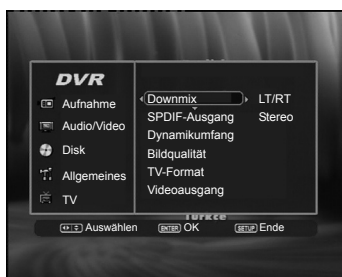 DVR
Aufnahme
Audio/Video
Disk
Allgemeines
TV
Downmix LT/RT
SPDIF-Ausgang Stereo
Dynamikumfang
Bildqualität
TV-Format
Videoausgang
Türkçe
Auswählen ENTER OK SETUP Ende